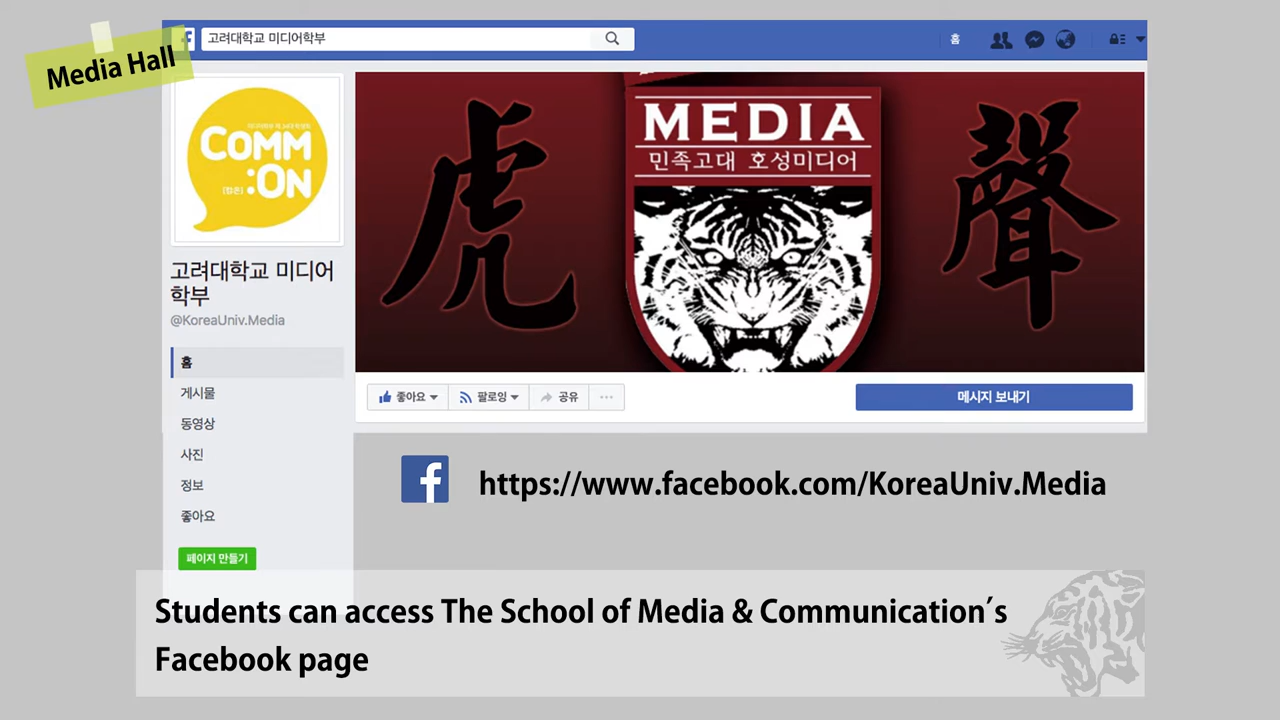 Media Hall
고려대학교 미디어학부
홈
COMM
:ON
[컴온]
고려대학교 미디어
학부
@KoreaUniv.Media
홈
게시물
동영상
사진
정보
좋아요
페이지 만들기
虎
MEDIA
민족고대 호성미디어
聲
좋아요
팔로잉
공유
메시지 보내기
https://www.facebook.com/KoreaUniv.Media
Students can access The School of Media & Communication´s
Facebook page